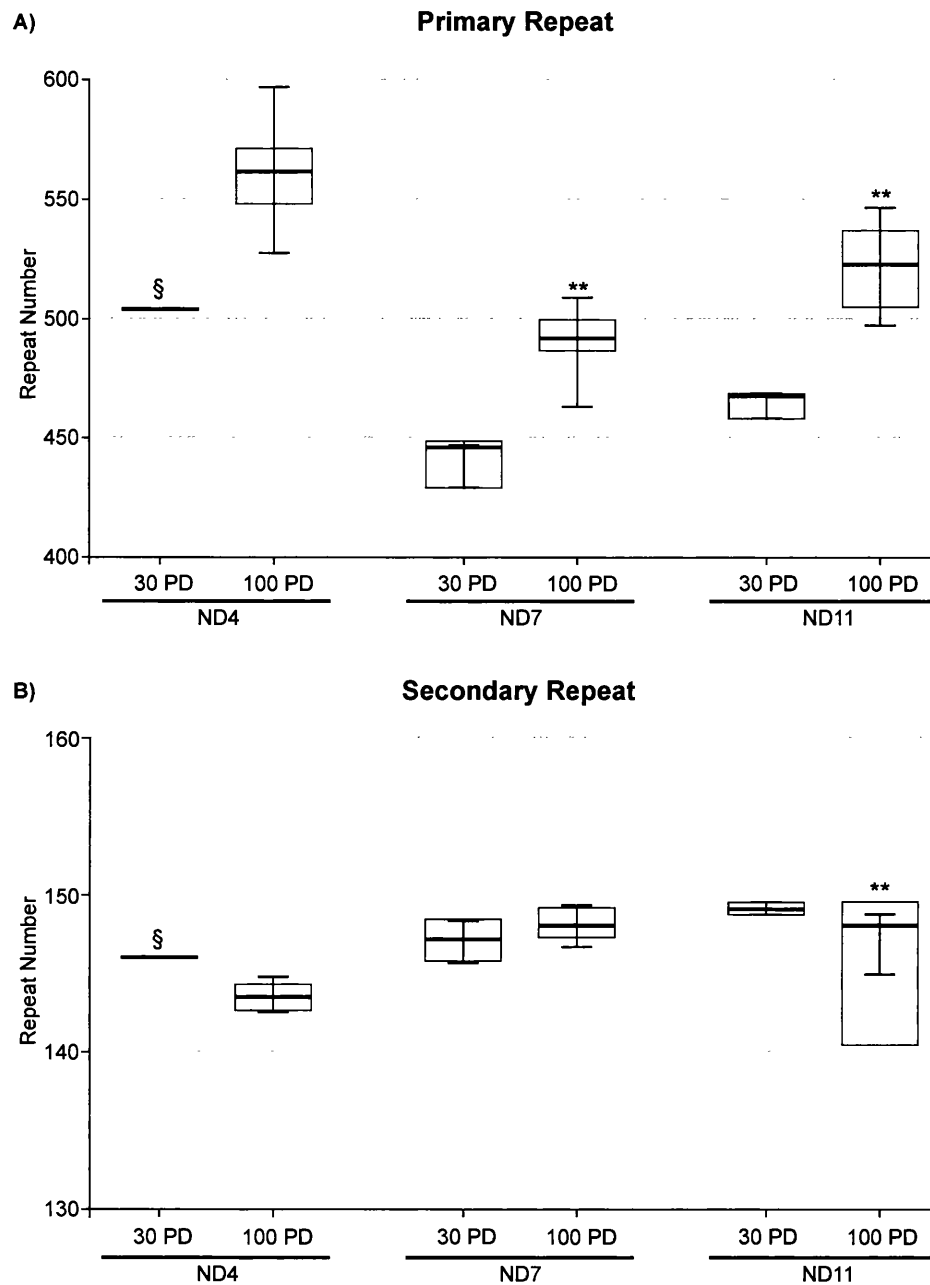 A)
Primary Repeat
Repeat Number
600
550
500
450
400
§
**
**
30 PD 100 PD 30 PD 100 PD 30 PD 100 PD
ND4 ND7 ND11
B)
Secondary Repeat
Repeat Number
160
150
140
130
§
**
30 PD 100 PD 30 PD 100 PD 30 PD 100 PD
ND4 ND7 ND11